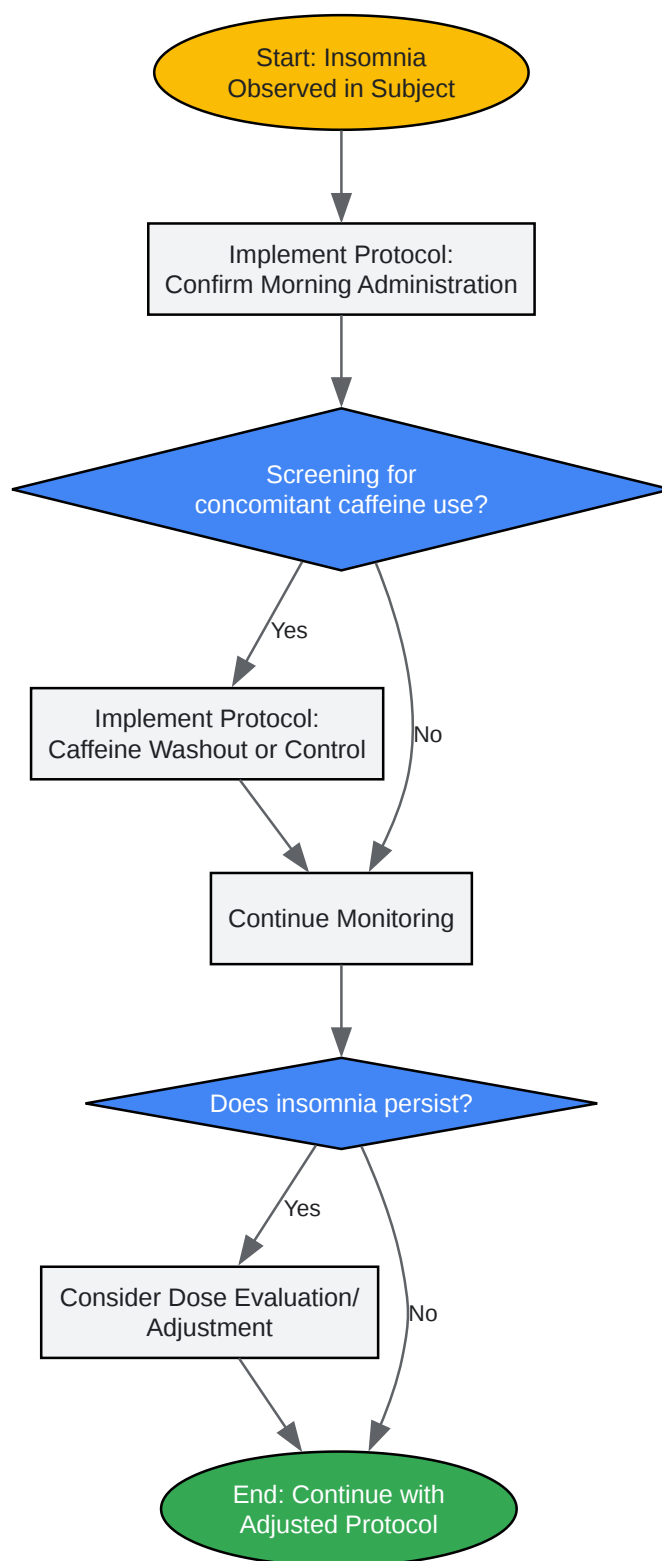 Start: Insomnia
Observed in Subject
Implement Protocol:
Confirm Morning Administration
Screening for
concomitant caffeine use?
Yes
Implement Protocol:
Caffeine Washout or Control
No
Continue Monitoring
Does insomnia persist?
Yes
Consider Dose Evaluation/
Adjustment
No
End: Continue with
Adjusted Protocol